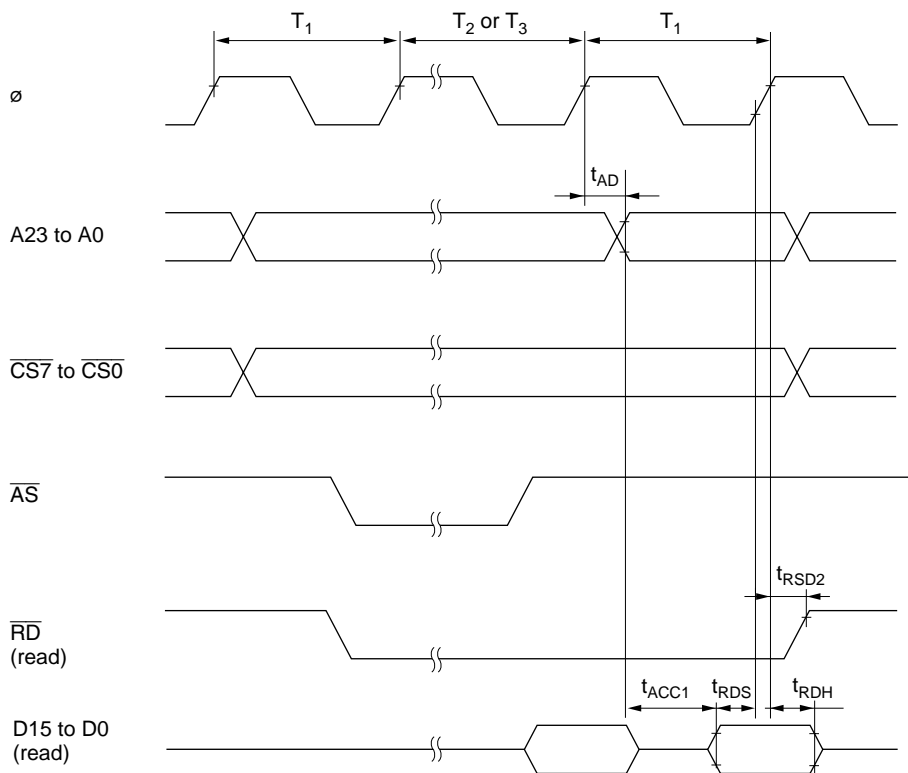 T1 T2 or T3 T1
ø
tAD
A23 to A0
CS7 to CS0
AS
tRSD2
RD
(read)
tACC1 tRDS tRDH
D15 to D0
(read)